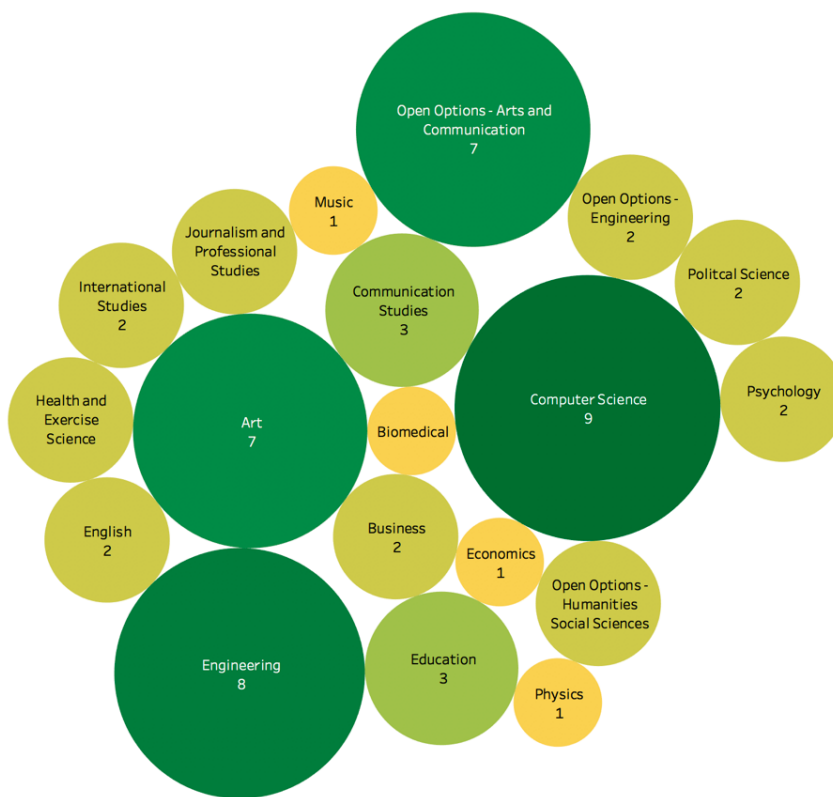 Open Options - Arts and
Communication
7
Music
1
Open Options -
Engineering
2
Journalism and
Professional
Studies
Politcal Science
2
International
Studies
2
Communication
Studies
3
Health and
Exercise
Science
Art
7
Biomedical
Computer Science
9
Psychology
2
English
2
Business
2
Economics
1
Open Options -
Humanities
Social Sciences
Engineering
8
Education
3
Physics
1